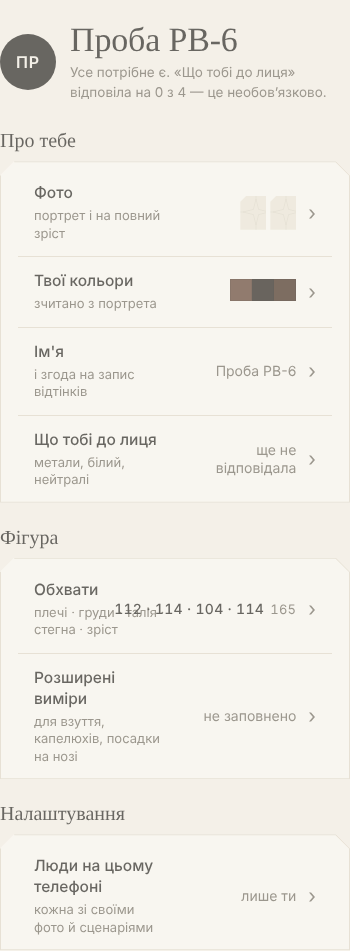 ПР
Проба PB-6
Усе потрібне є. «Що тобі до лиця»
відповіла на 0 з 4 — це необов'язково.
Про тебе
Фото
портрет і на повний
зріст
Твої кольори
зчитано з портрета
Ім'я
і згода на запис
відтінків
Проба PB-6
Що тобі до лиця
метали, білий,
нейтралі
ще не
відповідала
Фігура
Обхвати
плечі · груди · талія
стегна · зріст
112 · 114 · 104 · 114 165
Розширені
виміри
для взуття,
капелюхів, посадки
на нозі
не заповнено
Налаштування
Люди на цьому
телефоні
кожна зі своїми
фото й сценаріями
лише ти